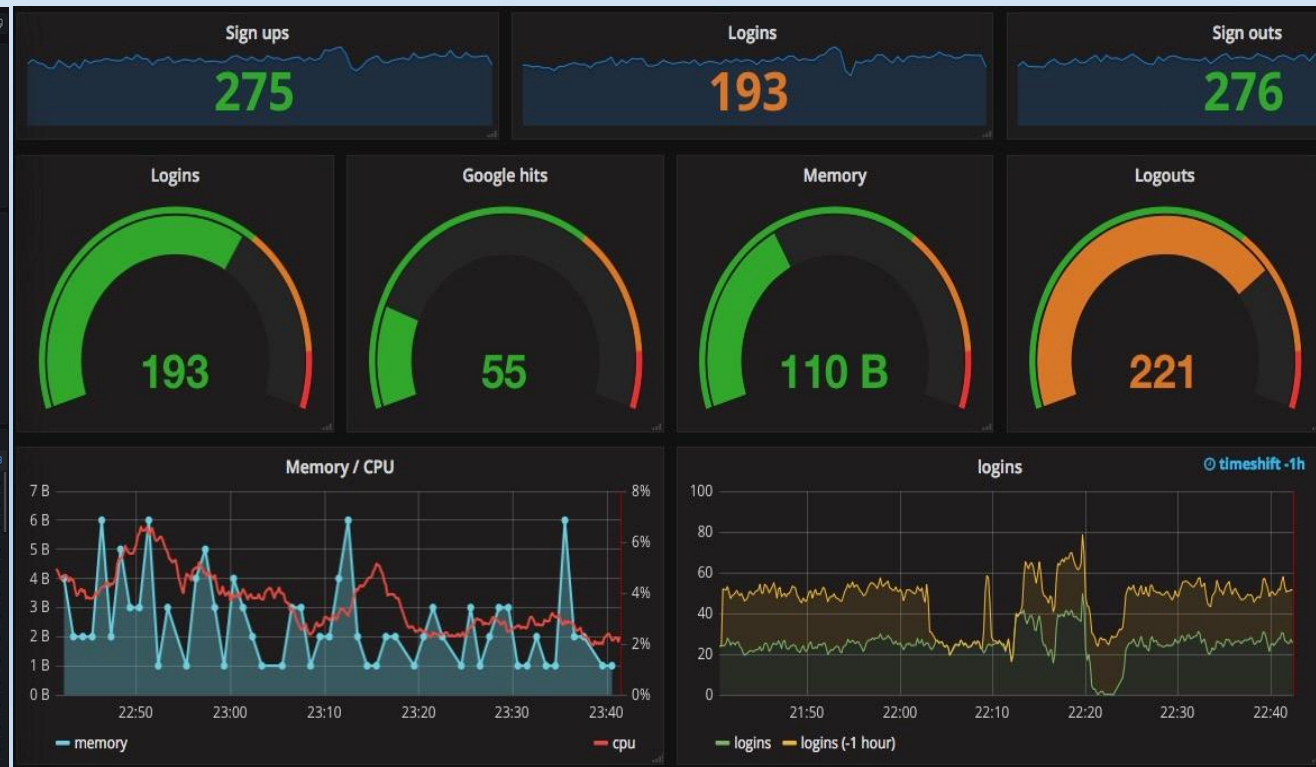 Sign ups
275
Logins
193
Sign outs
276
Logins
193
Google hits
55
Memory
110 B
Logouts
221
Memory / CPU
7 B
6 B
5 B
4 B
3 B
2 B
1 B
0 B
8%
6%
4%
2%
0%
22:50 23:00 23:10 23:20 23:30 23:40
memory cpu
logins
timeshift -1h
100
80
60
40
20
0
21:50 22:00 22:10 22:20 22:30 22:40
logins logins (-1 hour)